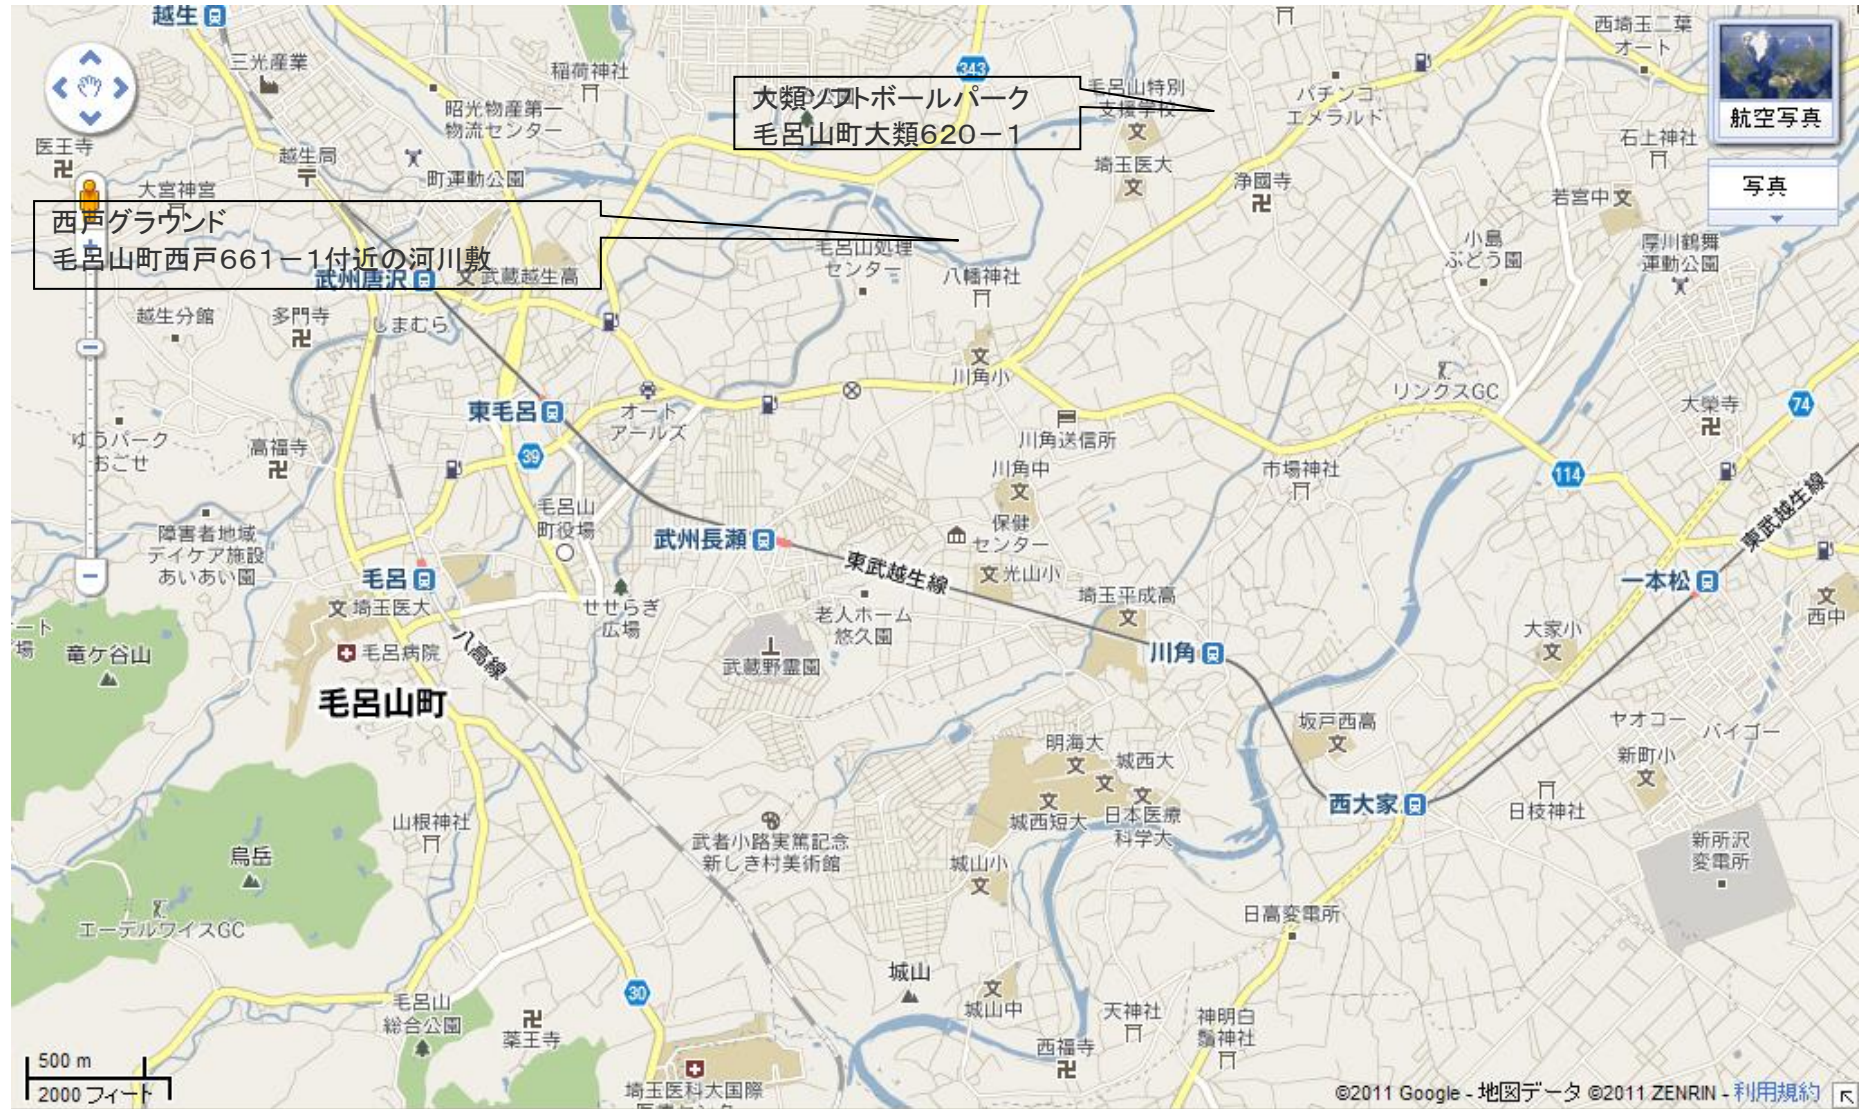 越生
三光産業
稲荷神社
343
西埼玉二葉
オート
昭光物産第一
物流センター
大類ソフトボールパーク
毛呂山町大類620－1
毛呂山特別
支援学校
パチンコ
エメラルド
航空写真
医王寺
越生局
町運動公園
埼玉医大
浄國寺
石上神社
写真
大宮神宮
若宮中
西戸グラウンド
毛呂山町西戸661－1付近の河川敷
毛呂山処理
センター
八幡神社
小島
ぶどう園
厚川鶴舞
運動公園
武州唐沢
武蔵越生高
越生分館
多門寺
しまむら
川角小
リンクスGC
大榮寺
74
東毛呂
オート
アールズ
川角送信所
ゆうパーク
おごせ
高福寺
39
川角中
市場神社
114
毛呂山
町役場
武州長瀬
保健
センター
東武越生線
障害者地域
デイケア施設
あいあい園
毛呂
東武越生線
光山小
一本松
埼玉医大
せせらぎ
広場
老人ホーム
悠久園
埼玉平成高
西中
竜ケ谷山
毛呂病院
八高線
武蔵野霊園
川角
大家小
毛呂山町
坂戸西高
ヤオコー
バイゴー
新町小
明海大
城西大
城西短大
日本医療
科学大
西大家
日枝神社
山根神社
武者小路実篤記念
新しき村美術館
新所沢
変電所
烏岳
城山小
エーデルワイスGC
日高変電所
城山
毛呂山
総合公園
30
薬王寺
城山中
天神社
神明白
鬚神社
西福寺
埼玉医科大国際
500 m
2000 フィート
©2011 Google - 地図データ ©2011 ZENRIN - 利用規約